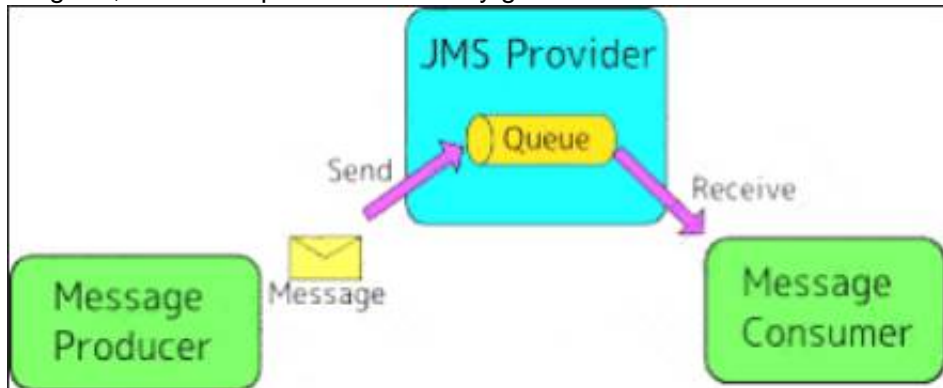 JMS Provider
Queue
Send
Receive
Message
Message
Producer
Message
Consumer